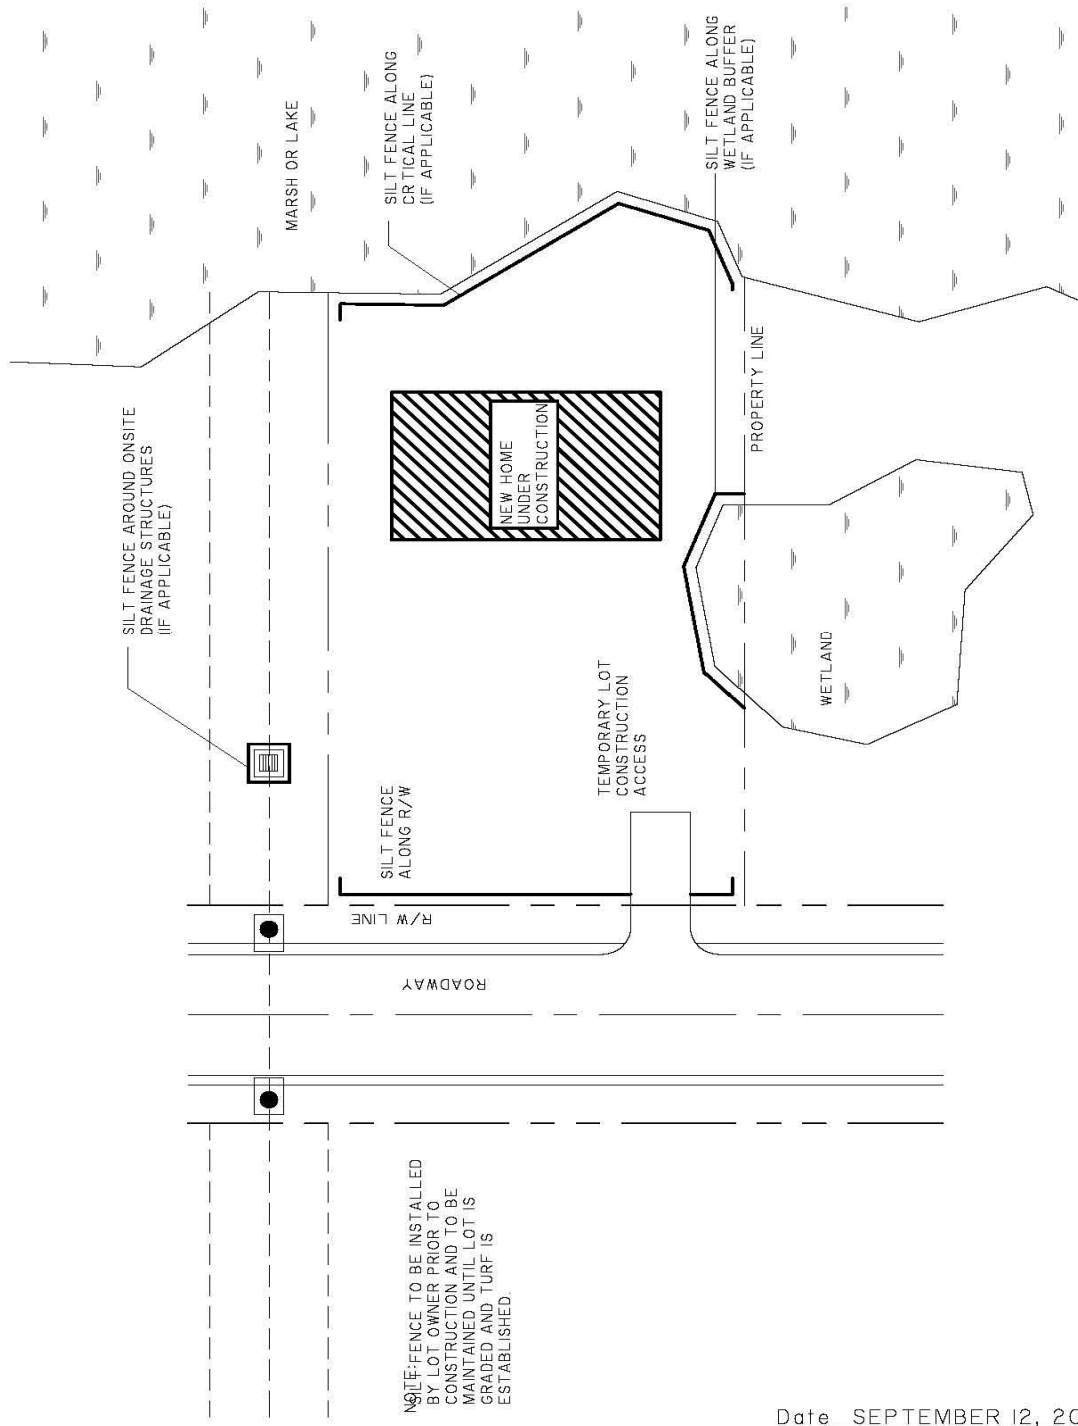 MARSH OR LAKE
SILT FENCE ALONG
CRITICAL LINE
(IF APPLICABLE)
SILT FENCE ALONG
WETLAND BUFFER
(IF APPLICABLE)
SILT FENCE AROUND ONSITE
DRAINAGE STRUCTURES
(IF APPLICABLE)
NEW HOME
UNDER
CONSTRUCTION
PROPERTY LINE
WETLAND
TEMPORARY LOT
CONSTRUCTION
ACCESS
SILT FENCE
ALONG R/W
R/W LINE
ROADWAY
NOTE:
SILT FENCE TO BE INSTALLED
BY LOT OWNER PRIOR TO
CONSTRUCTION AND TO BE
MAINTAINED UNTIL LOT IS
GRADED AND TURF IS
ESTABLISHED.
Date SEPTEMBER 12, 20